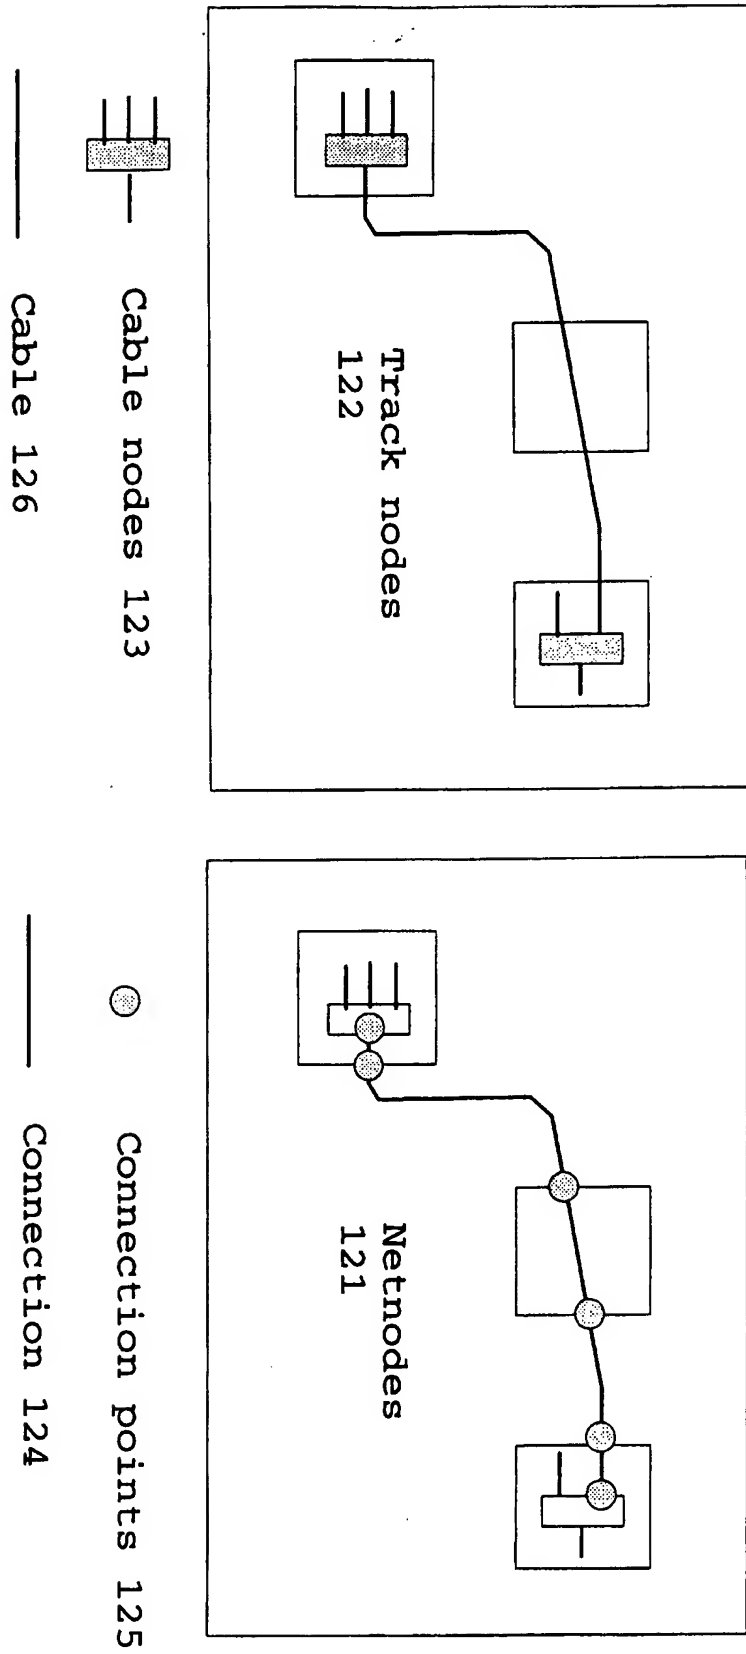 Track nodes
122
Cable nodes 123
Cable 126
Netnodes
121
Connection points 125
Connection 124